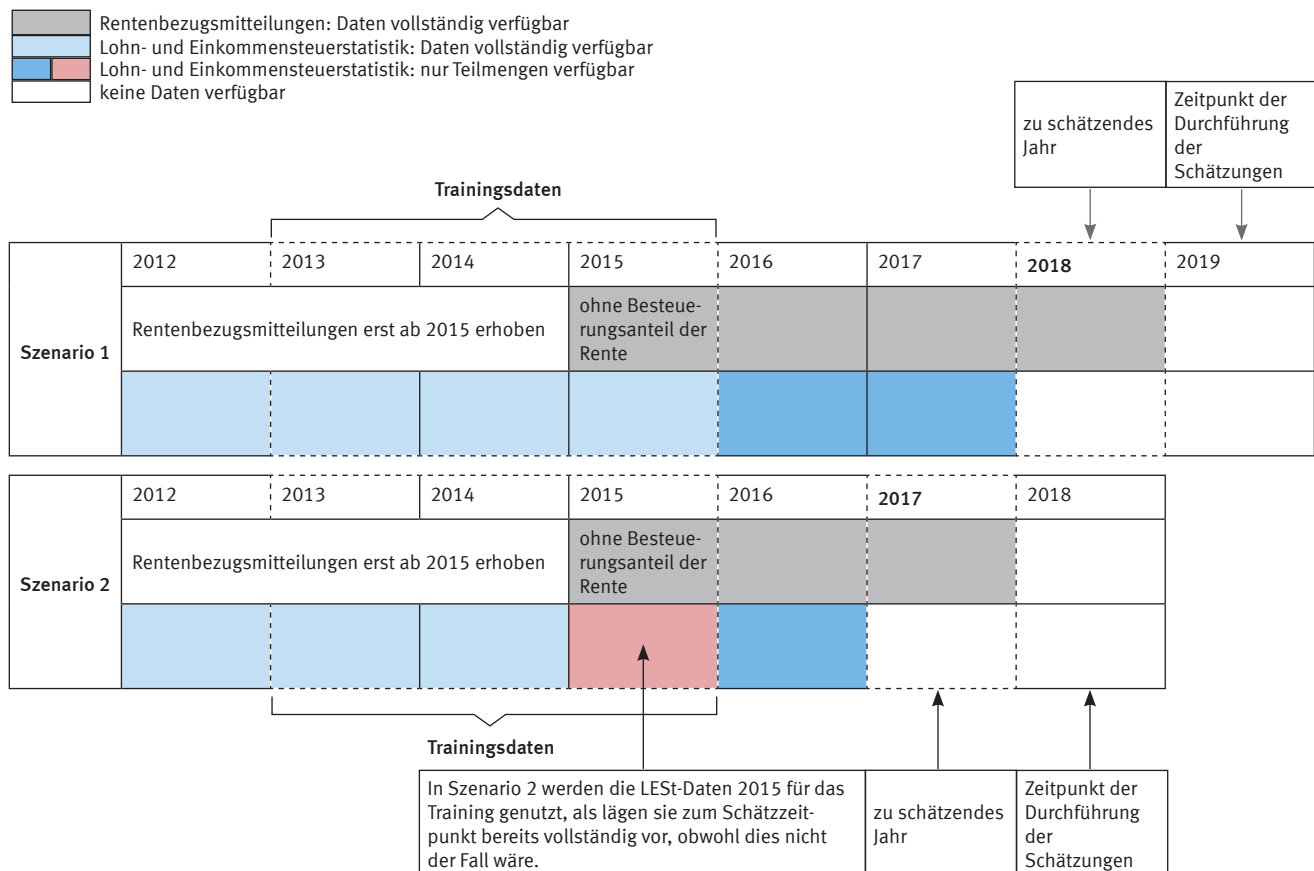 Rentenbezugsmitteilungen: Daten vollständig verfügbar
Lohn- und Einkommensteuerstatistik: Daten vollständig verfügbar
Lohn- und Einkommensteuerstatistik: nur Teilmengen verfügbar
keine Daten verfügbar
zu schätzendes
Jahr
Zeitpunkt der
Durchführung
der
Schätzungen
Trainingsdaten
Szenario 1
2012 2013 2014 2015 2016 2017 2018 2019
Rentenbezugsmitteilungen erst ab 2015 erhoben
ohne Besteue-
rungsanteil der
Rente
Szenario 2
2012 2013 2014 2015 2016 2017 2018
Rentenbezugsmitteilungen erst ab 2015 erhoben
ohne Besteue-
rungsanteil der
Rente
Trainingsdaten
In Szenario 2 werden die LESt-Daten 2015 für das
Training genutzt, als lägen sie zum Schätzzeit-
punkt bereits vollständig vor, obwohl dies nicht
der Fall wäre.
zu schätzendes
Jahr
Zeitpunkt der
Durchführung
der
Schätzungen